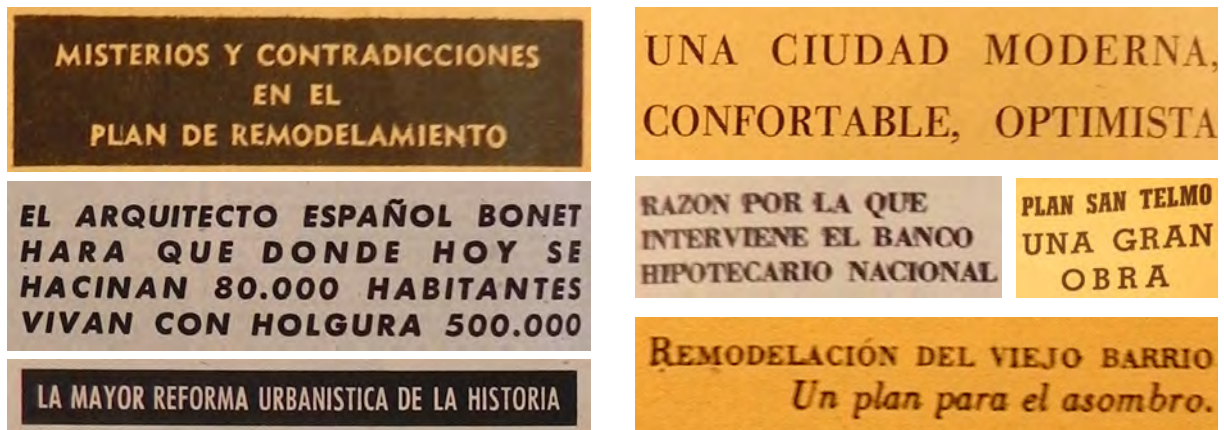 MISTERIOS Y CONTRADICCIONES
EN EL
PLAN DE REMODELAMIENTO
EL ARQUITECTO ESPAÑOL BONET
HARA QUE DONDE HOY SE
HACINAN 80.000 HABITANTES
VIVAN CON HOLGURA 500.000
LA MAYOR REFORMA URBANISTICA DE LA HISTORIA
UNA CIUDAD MODERNA,
CONFORTABLE, OPTIMISTA
RAZON POR LA QUE
INTERVIENE EL BANCO
HIPOTECARIO NACIONAL
PLAN SAN TELMO
UNA GRAN
OBRA
REMODELACIÓN DEL VIEJO BARRIO
Un plan para el asombro.